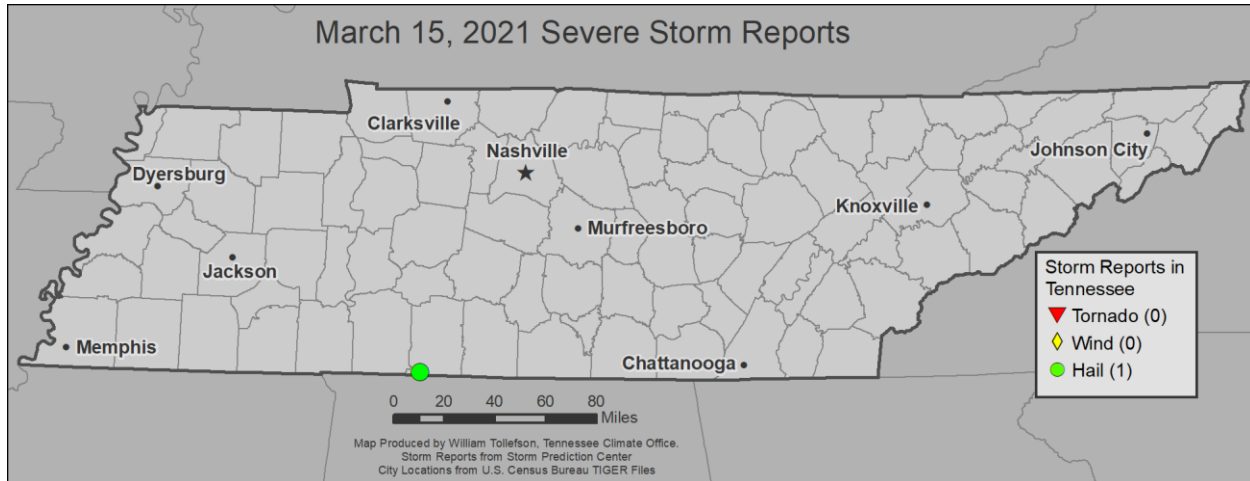 March 15, 2021 Severe Storm Reports
Clarksville
Nashville
Johnson City
Dyersburg
Knoxville
Murfreesboro
Jackson
Storm Reports in
Tennessee
Tornado (0)
Wind (0)
Hail (1)
Memphis
Chattanooga
0 20 40 60 80
Miles
Map Produced by William Tollefson, Tennessee Climate Office.
Storm Reports from Storm Prediction Center
City Locations from U.S. Census Bureau TIGER Files